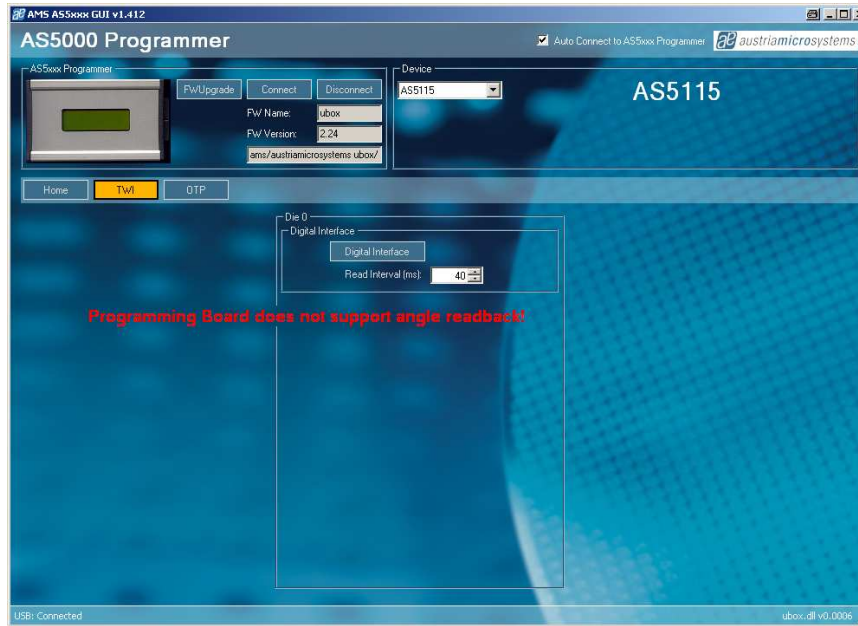 AMS AS5xxx GUI v1.412
AS5000 Programmer
Auto Connect to AS5xxx Programmer
austriamicrosystems
AS5xxx Programmer
FWUpgrade
Connect
Disconnect
FW Name:
ubox
FW Version:
2.24
ams/austriamicrosystems ubox/
Device
AS5115
AS5115
Home
TWI
OTP
Die 0
Digital Interface
Digital Interface
Read Interval (ms):
40
Programming Board does not support angle readback!
USB: Connected
ubox.dll v0.0006